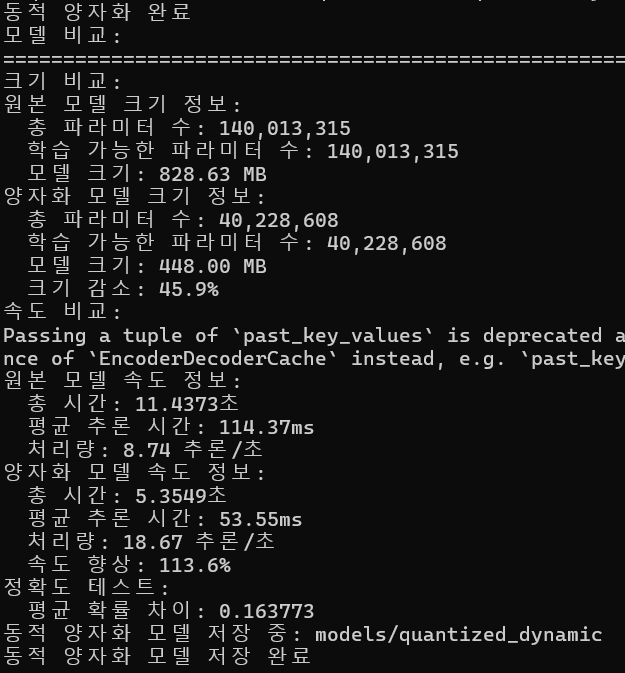 동적 양자화 완료
모델 비교:
====================================================
크기 비교:
원본 모델 크기 정보:
총 파라미터 수: 140,013,315
학습 가능한 파라미터 수: 140,013,315
모델 크기: 828.63 MB
양자화 모델 크기 정보:
총 파라미터 수: 40,228,608
학습 가능한 파라미터 수: 40,228,608
모델 크기: 448.00 MB
크기 감소: 45.9%
속도 비교:
Passing a tuple of `past_key_values` is deprecated a
nce of `EncoderDecoderCache` instead, e.g. `past_key
원본 모델 속도 정보:
총 시간: 11.4373초
평균 추론 시간: 114.37ms
처리량: 8.74 추론/초
양자화 모델 속도 정보:
총 시간: 5.3549초
평균 추론 시간: 53.55ms
처리량: 18.67 추론/초
속도 향상: 113.6%
정확도 테스트:
평균 확률 차이: 0.163773
동적 양자화 모델 저장 중: models/quantized_dynamic
동적 양자화 모델 저장 완료